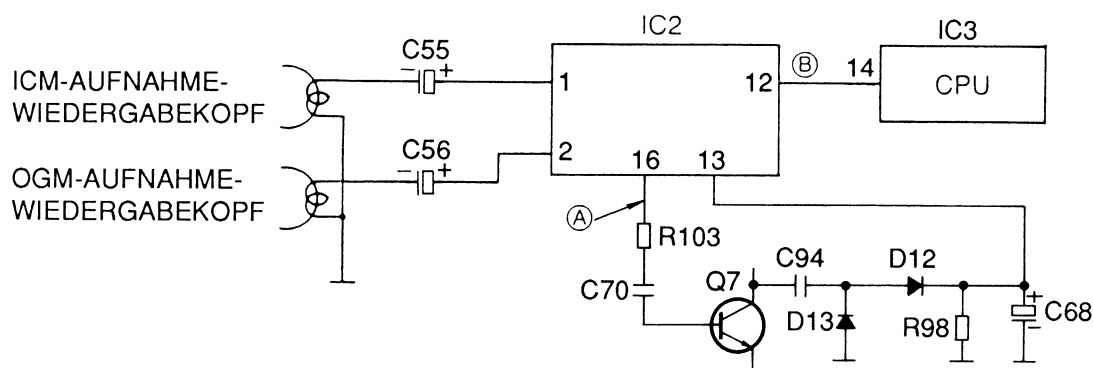 IC2
IC3
C55
- +
ICM-AUFNAHME-
WIEDERGABEKOPF
1
12
B
14
CPU
C56
- +
2
16
13
OGM-AUFNAHME-
WIEDERGABEKOPF
A
R103
C94
D12
C70
Q7
D13
R98
+
-
C68